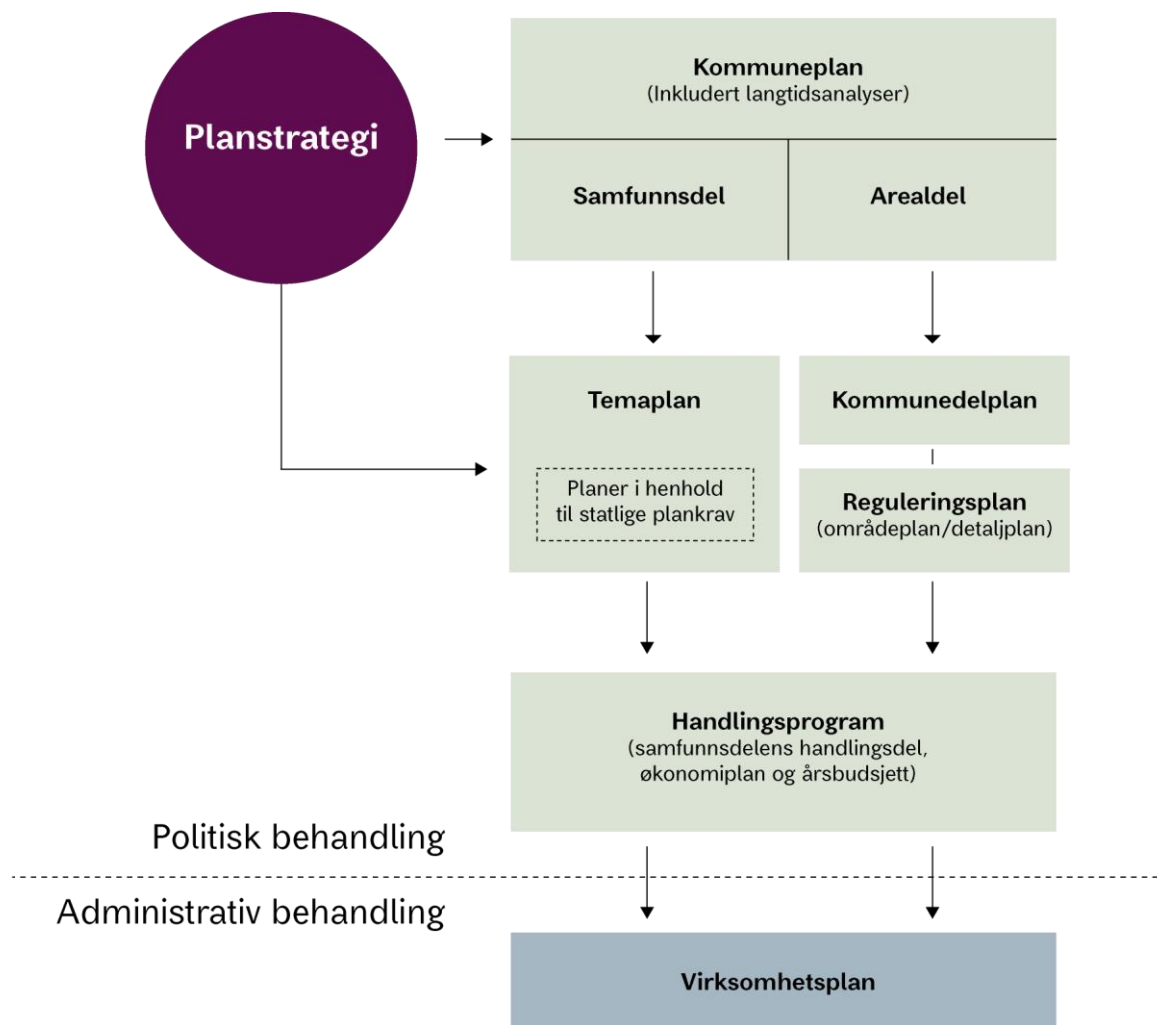 Planstrategi
Kommuneplan
(Inkludert langtidsanalyser)
Samfunnsdel
Arealdel
Temaplan
Planer i henhold
til statlige plankrav
Kommunedelplan
Reguleringsplan
(områdeplan/detaljplan)
Handlingsprogram
(samfunnsdelens handlingsdel,
økonomiplan og årsbudsjett)
Politisk behandling
Administrativ behandling
Virksomhetsplan